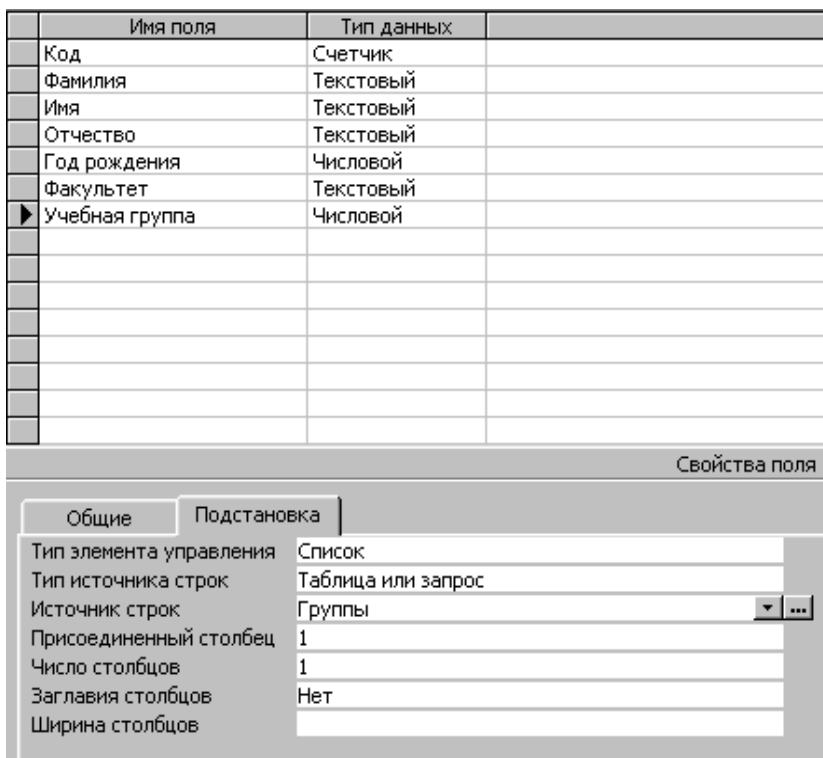 Имя поля Тип данных
Код Счетчик
Фамилия Текстовый
Имя Текстовый
Отчество Текстовый
Год рождения Числовой
Факультет Текстовый
Учебная группа Числовой
Свойства поля
Общие Подстановка
Тип элемента управления Список
Тип источника строк Таблица или запрос
Источник строк Группы ...
Присоединенный столбец 1
Число столбцов 1
Заглавия столбцов Нет
Ширина столбцов